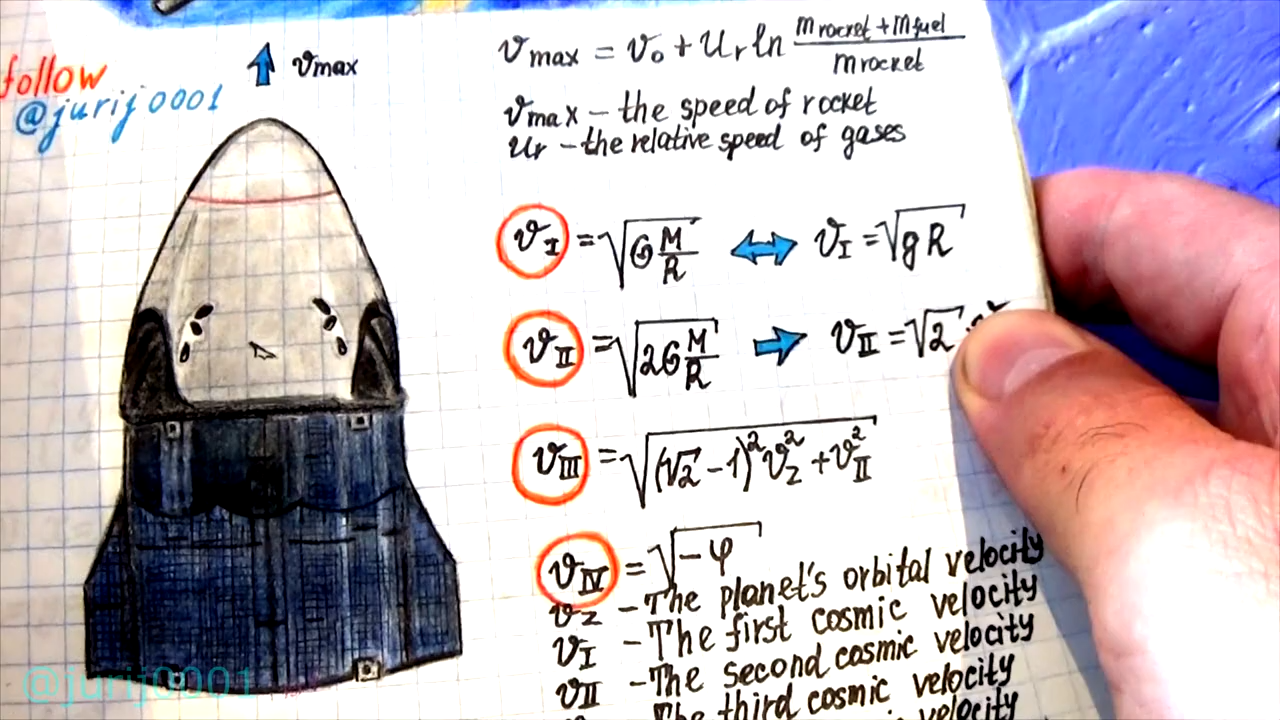 follow
@jurij0001
vmax
vmax = v₀ + Ur ln (mrocket + mfuel)/mrocket
vmax – the speed of rocket
Ur – the relative speed of gases
vI = √(G M/R) ↔ vI = √(gR)
vII = √(2G M/R) → vII = √2
vIII = √((√2 – 1)²vz² + vII²)
vIV = √(–φ)
vz – The planet's orbital velocity
vI – The first cosmic velocity
vII – The second cosmic velocity
The third cosmic velocity
velocity
@jurij0001